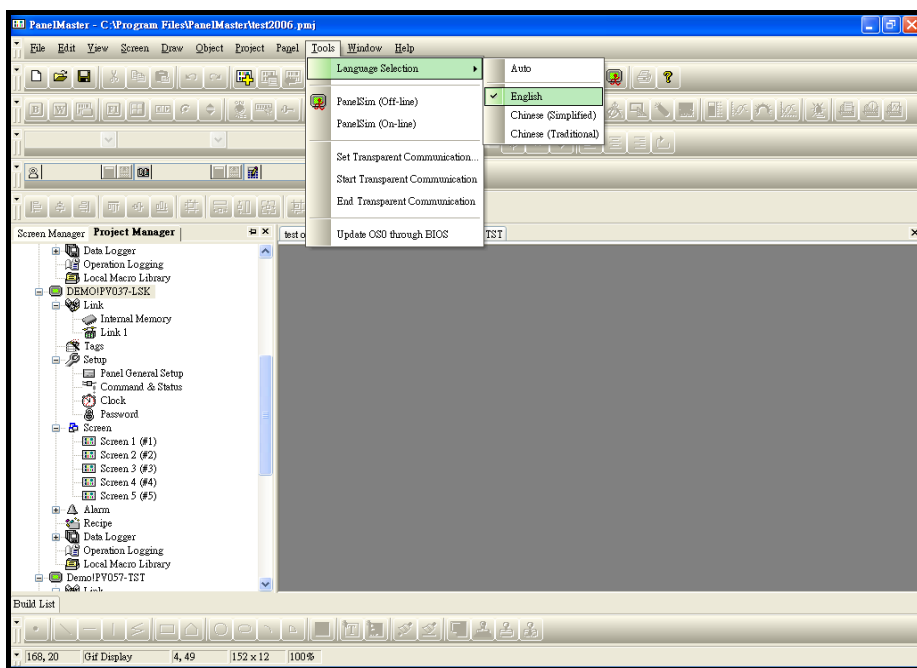 PanelMaster - C:\Program Files\PanelMaster\test2006.pmj
File Edit View Screen Draw Object Project Panel Tools Window Help
Language Selection
PanelSim (Off-line)
PanelSim (On-line)
Set Transparent Communication...
Start Transparent Communication
End Transparent Communication
Update OS0 through BIOS
Auto
English
Chinese (Simplified)
Chinese (Traditional)
Screen Manager Project Manager
test o
TST
Data Logger
Operation Logging
Local Macro Library
DEMO!PV037-LSK
Link
Internal Memory
Link 1
Tags
Setup
Panel General Setup
Command & Status
Clock
Password
Screen
Screen 1 (#1)
Screen 2 (#2)
Screen 3 (#3)
Screen 4 (#4)
Screen 5 (#5)
Alarm
Recipe
Data Logger
Operation Logging
Local Macro Library
Demo!PV057-TST
Link
Build List
168, 20 Gif Display 4, 49 152 x 12 100%